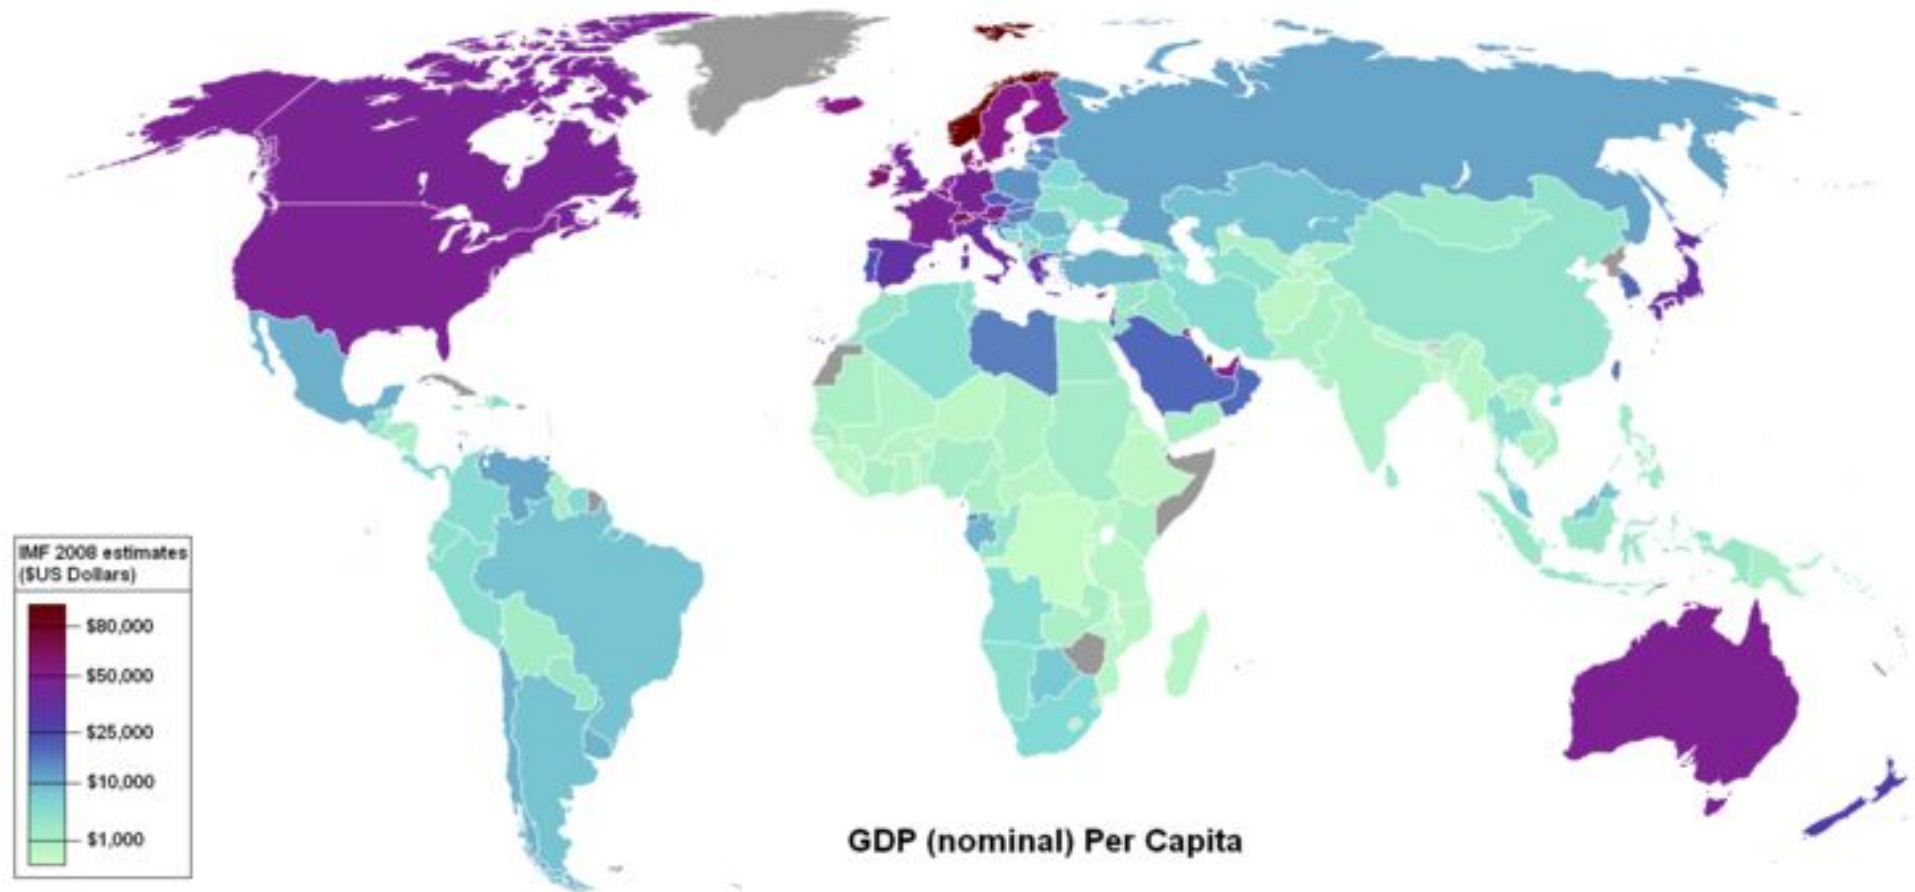 IMF 2008 estimates
($US Dollars)
$80,000
$50,000
$25,000
$10,000
$1,000
GDP (nominal) Per Capita